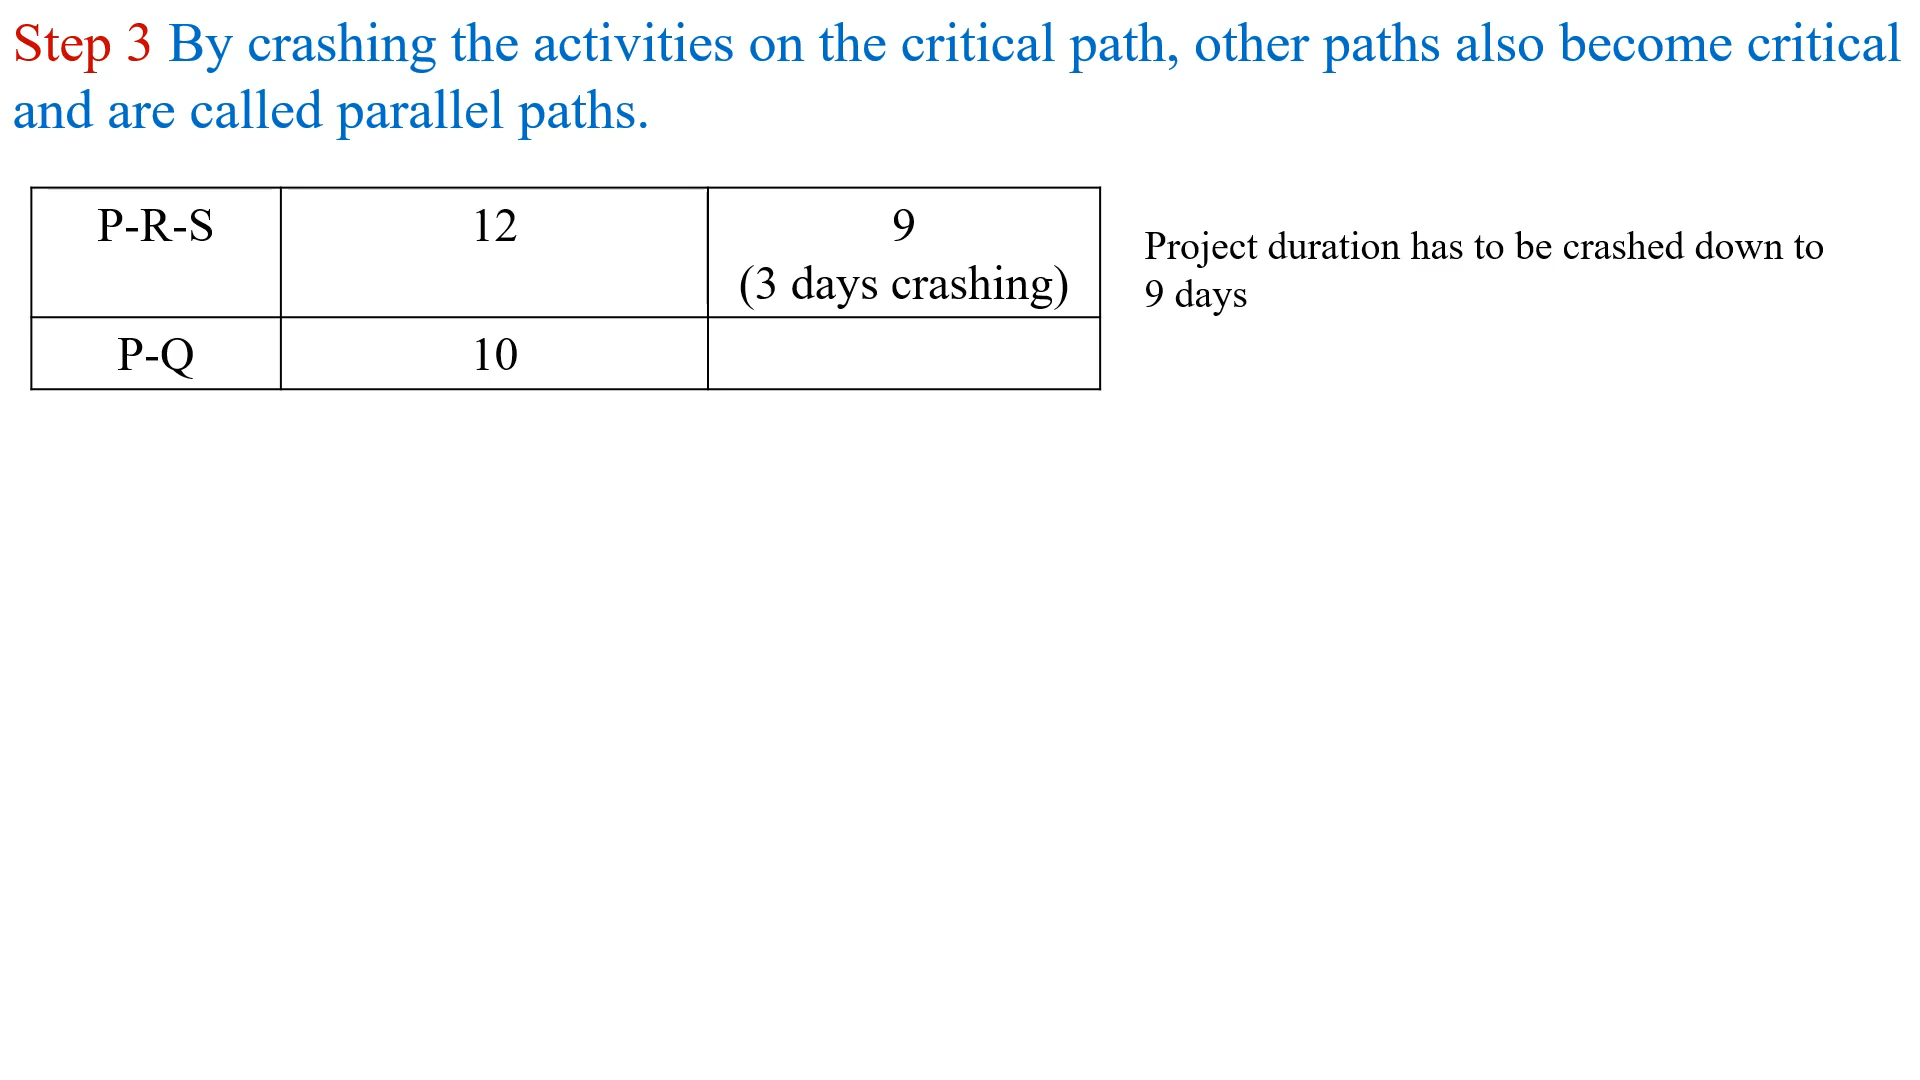 Step 3 By crashing the activities on the critical path, other paths also become critical
and are called parallel paths.
P-R-S 12 9
(3 days crashing)
P-Q 10
Project duration has to be crashed down to
9 days